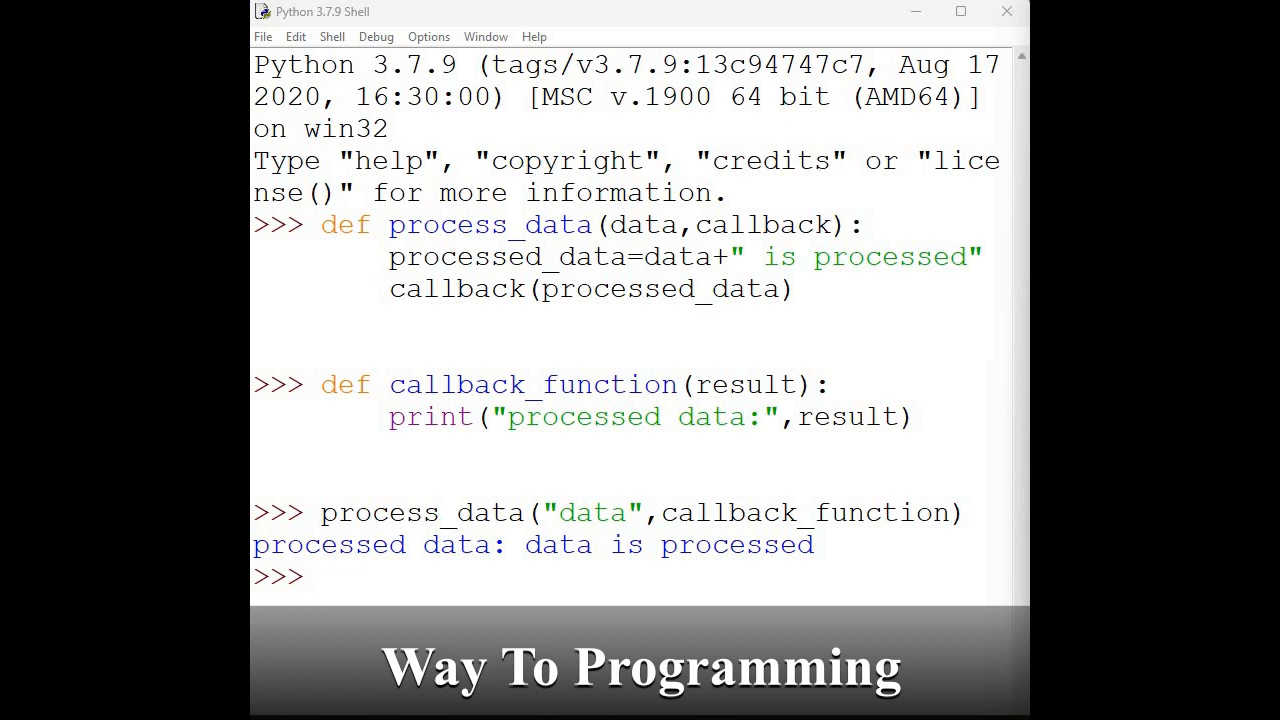 Python 3.7.9 Shell
File Edit Shell Debug Options Window Help
Python 3.7.9 (tags/v3.7.9:13c94747c7, Aug 17
2020, 16:30:00) [MSC v.1900 64 bit (AMD64)]
on win32
Type "help", "copyright", "credits" or "lice
nse()" for more information.
>>> def process_data(data,callback):
        processed_data=data+" is processed"
        callback(processed_data)
>>> def callback_function(result):
        print("processed data:",result)
>>> process_data("data",callback_function)
processed data: data is processed
>>>
Way To Programming